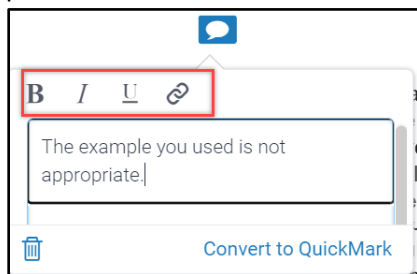 B I U
The example you used is not
appropriate.
Convert to QuickMark